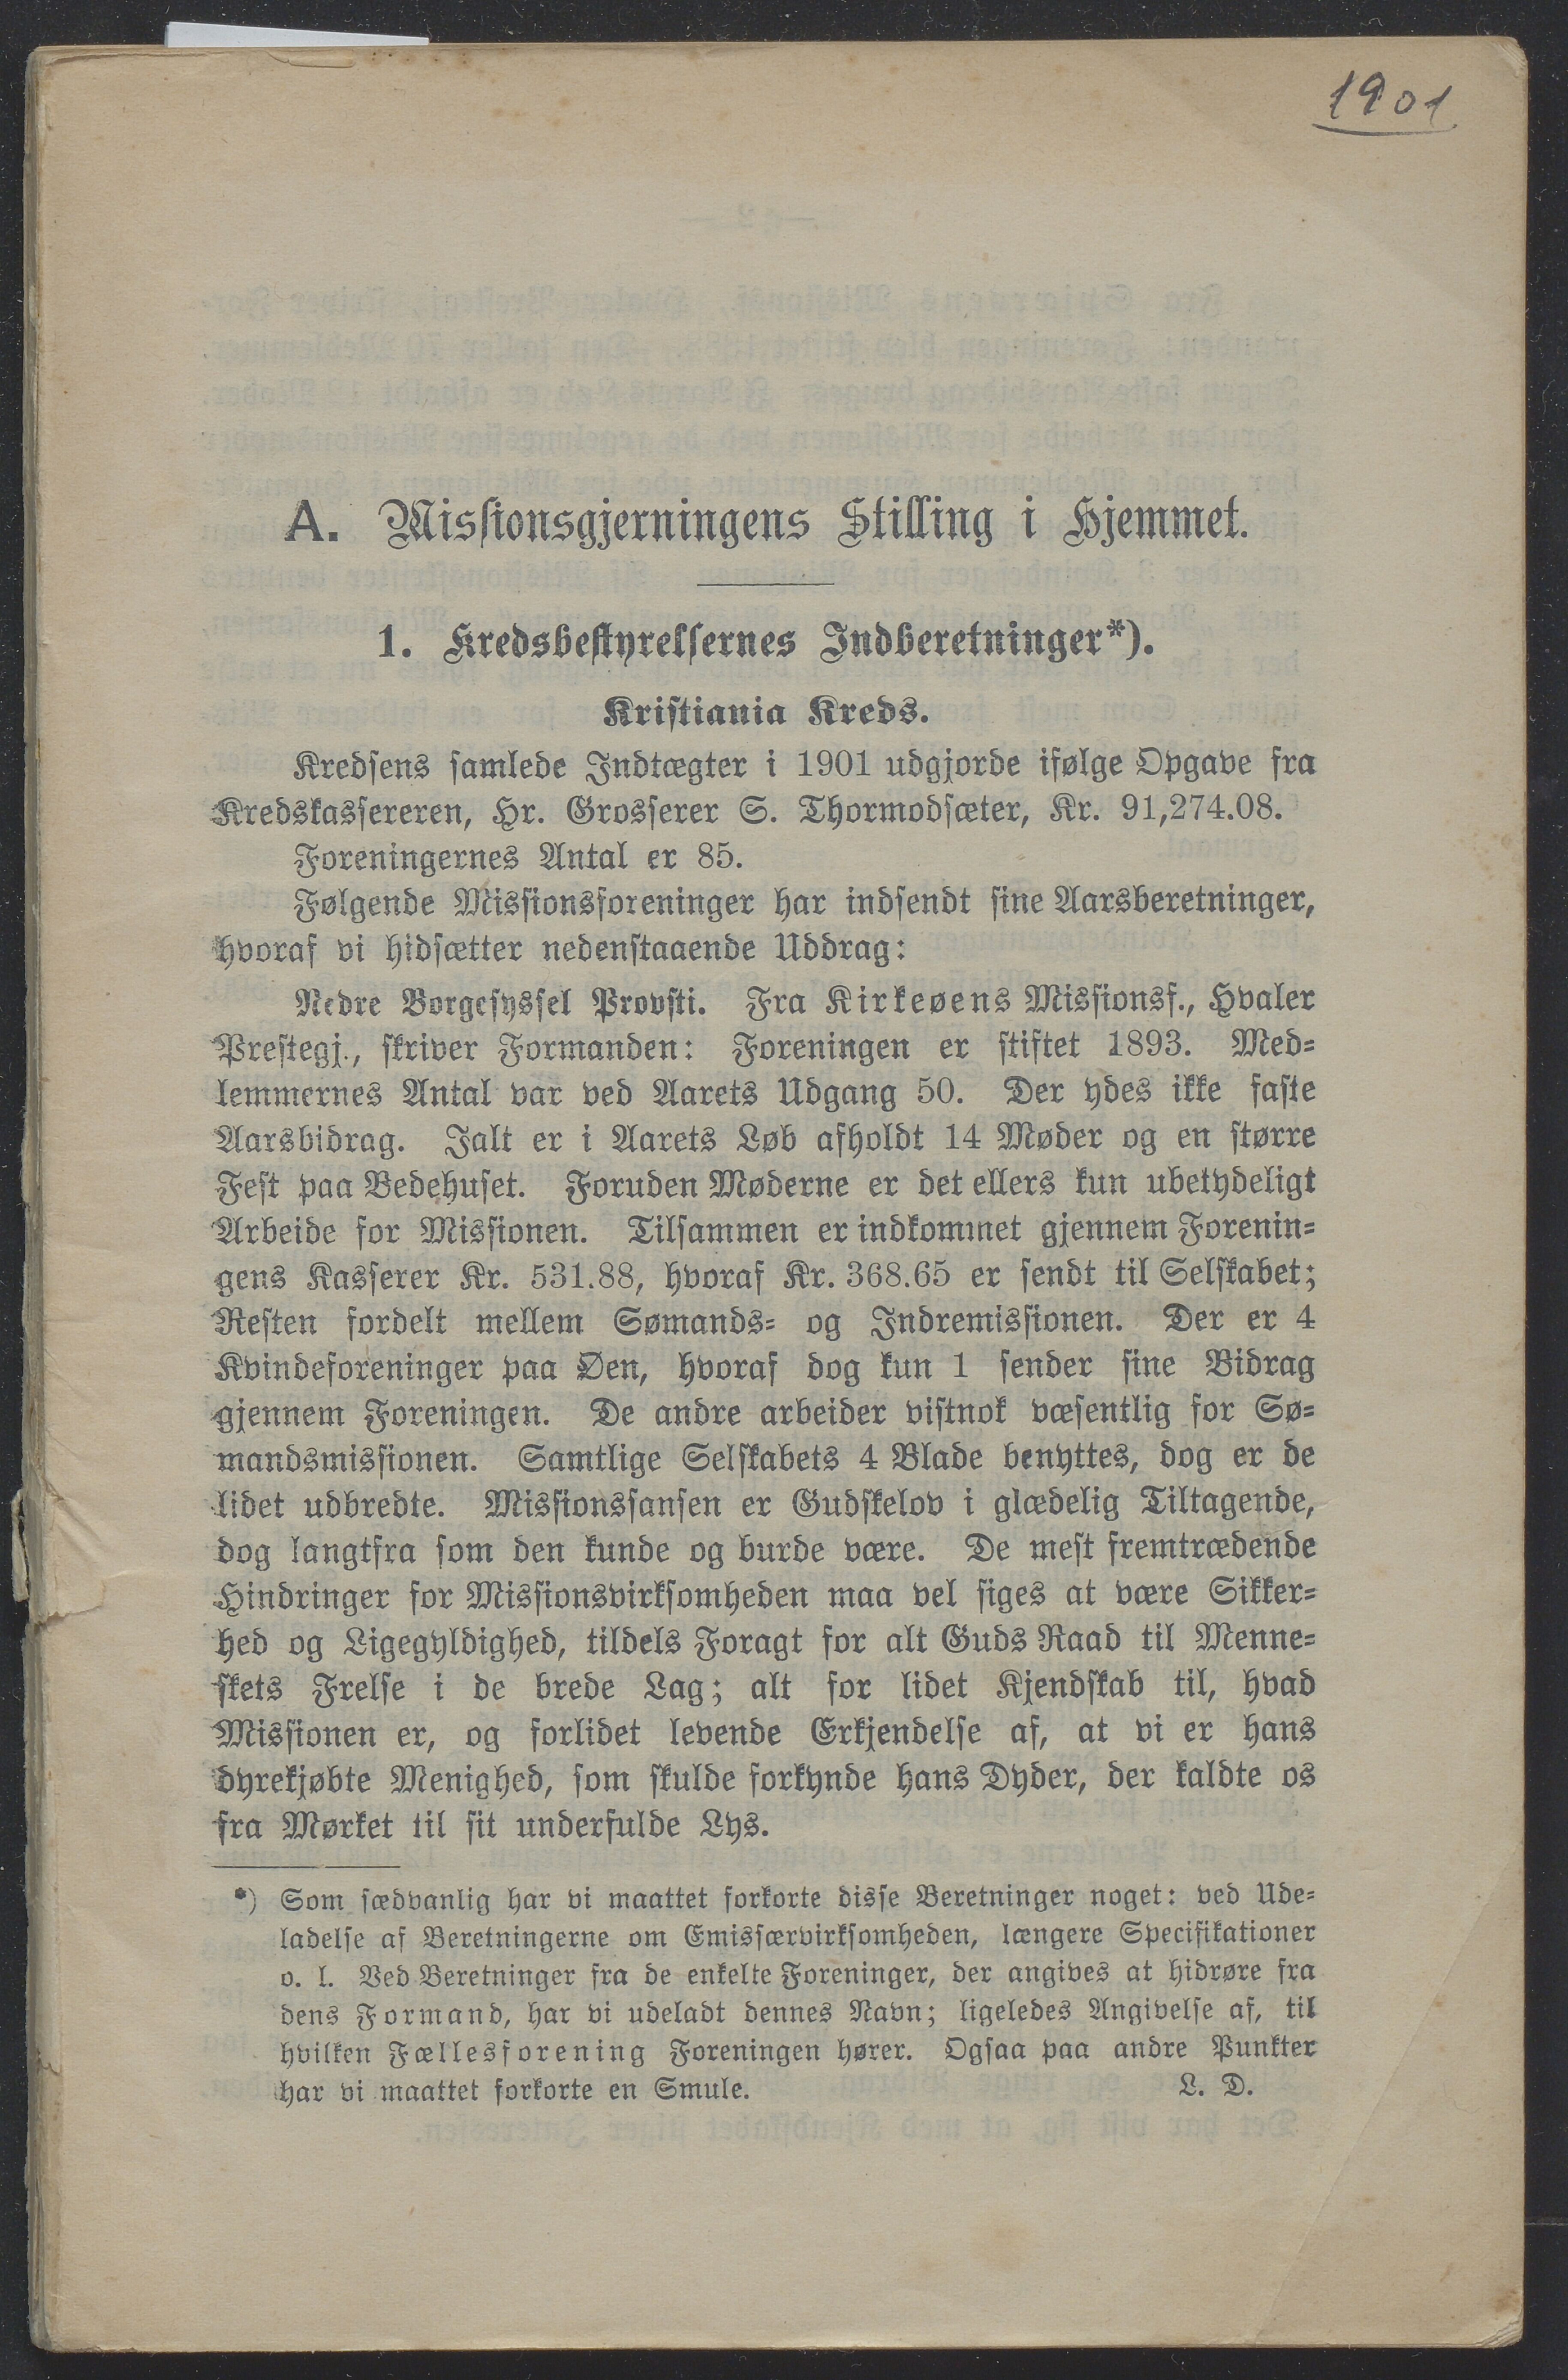 1901
A. Missionsgjerningens Stilling i Hjemmet.
1. Kredsbestyrelsernes Indberetninger*).
Kristiania Kreds.
Kredsens samlede Indtægter i 1901 udgjorde ifølge Opgave fra
Kredskassereren, Hr. Grosserer S. Thormodsæter, Kr. 91,274.08.
Foreningernes Antal er 85.
Følgende Missionsforeninger har indsendt sine Aarsberetninger,
hvoraf vi hidsætter nedenstaaende Uddrag:
Nedre Borgesyssel Provsti. Fra Kirkeøens Missionsf., Hvaler
Prestegj., skriver Formanden: Foreningen er stiftet 1893. Med=
lemmernes Antal var ved Aarets Udgang 50. Der ydes ikke faste
Aarsbidrag. Ialt er i Aarets Løb afholdt 14 Møder og en større
Fest paa Bedehuset. Foruden Møderne er det ellers kun ubetydeligt
Arbeide for Missionen. Tilsammen er indkommet gjennem Forenin=
gens Kasserer Kr. 531.88, hvoraf Kr. 368.65 er sendt til Selskabet;
Resten fordelt mellem Sømands= og Indremissionen. Der er 4
Kvindeforeninger paa Øen, hvoraf dog kun 1 sender sine Bidrag
gjennem Foreningen. De andre arbeider vistnok væsentlig for Sø=
mandsmissionen. Samtlige Selskabets 4 Blade benyttes, dog er de
lidet udbredte. Missionssansen er Gudskelov i glædelig Tiltagende,
dog langtfra som den kunde og burde være. De mest fremtrædende
Hindringer for Missionsvirksomheden maa vel siges at være Sikker=
hed og Ligegyldighed, tildels Foragt for alt Guds Raad til Menne=
skets Frelse i de brede Lag; alt for lidet Kjendskab til, hvad
Missionen er, og forlidet levende Erkjendelse af, at vi er hans
dyrekjøbte Menighed, som skulde forkynde hans Dyder, der kaldte os
fra Mørket til sit underfulde Lys.
*) Som sædvanlig har vi maattet forkorte disse Beretninger noget: ved Ude=
ladelse af Beretningerne om Emissærvirksomheden, længere Specifikationer
o. l. Ved Beretninger fra de enkelte Foreninger, der angives at hidrøre fra
dens Formand, har vi udeladt dennes Navn; ligeledes Angivelse af, til
hvilken Fællesforening Foreningen hører. Ogsaa paa andre Punkter
har vi maattet forkorte en Smule. L. D.